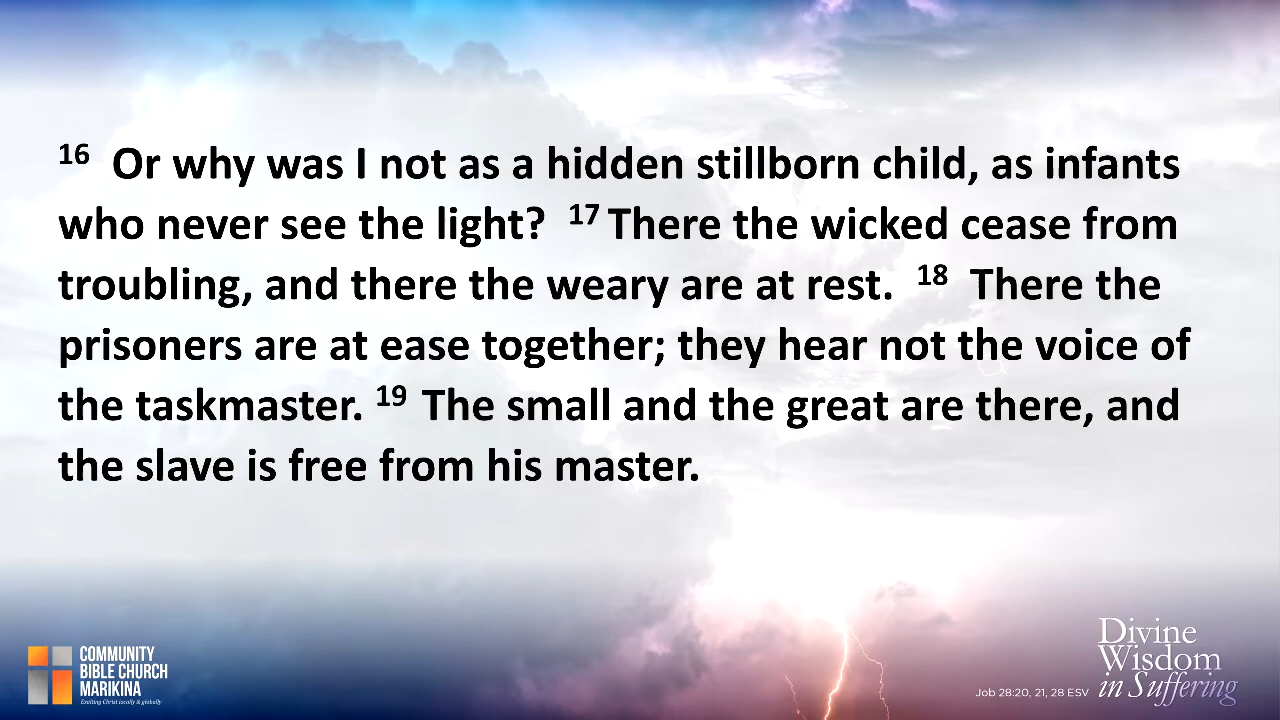 16 Or why was I not as a hidden stillborn child, as infants
who never see the light? 17 There the wicked cease from
troubling, and there the weary are at rest. 18 There the
prisoners are at ease together; they hear not the voice of
the taskmaster. 19 The small and the great are there, and
the slave is free from his master.
COMMUNITY
BIBLE CHURCH
MARIKINA
Exalting Christ locally & globally
Job 28:20, 21, 28 ESV
Divine
Wisdom
in Suffering